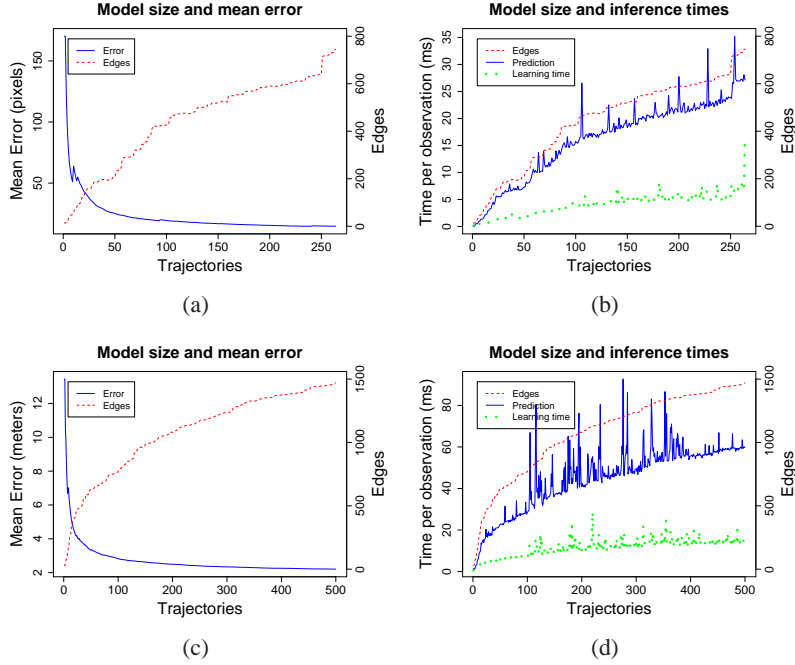 Model size and mean error
Error
Edges
Mean Error (pixels)
50
100
150
0
200
400
600
800
Edges
0 50 100 150 200 250
Trajectories
(a)
Model size and inference times
Edges
Prediction
Learning time
Time per observation (ms)
0
5
10
15
20
25
30
35
0
200
400
600
800
Edges
0 50 100 150 200 250
Trajectories
(b)
Model size and mean error
Error
Edges
Mean Error (meters)
2
4
6
8
10
12
0
500
1000
1500
Edges
0 100 200 300 400 500
Trajectories
(c)
Model size and inference times
Edges
Prediction
Learning time
Time per observation (ms)
0
20
40
60
80
0
500
1000
1500
Edges
0 100 200 300 400 500
Trajectories
(d)